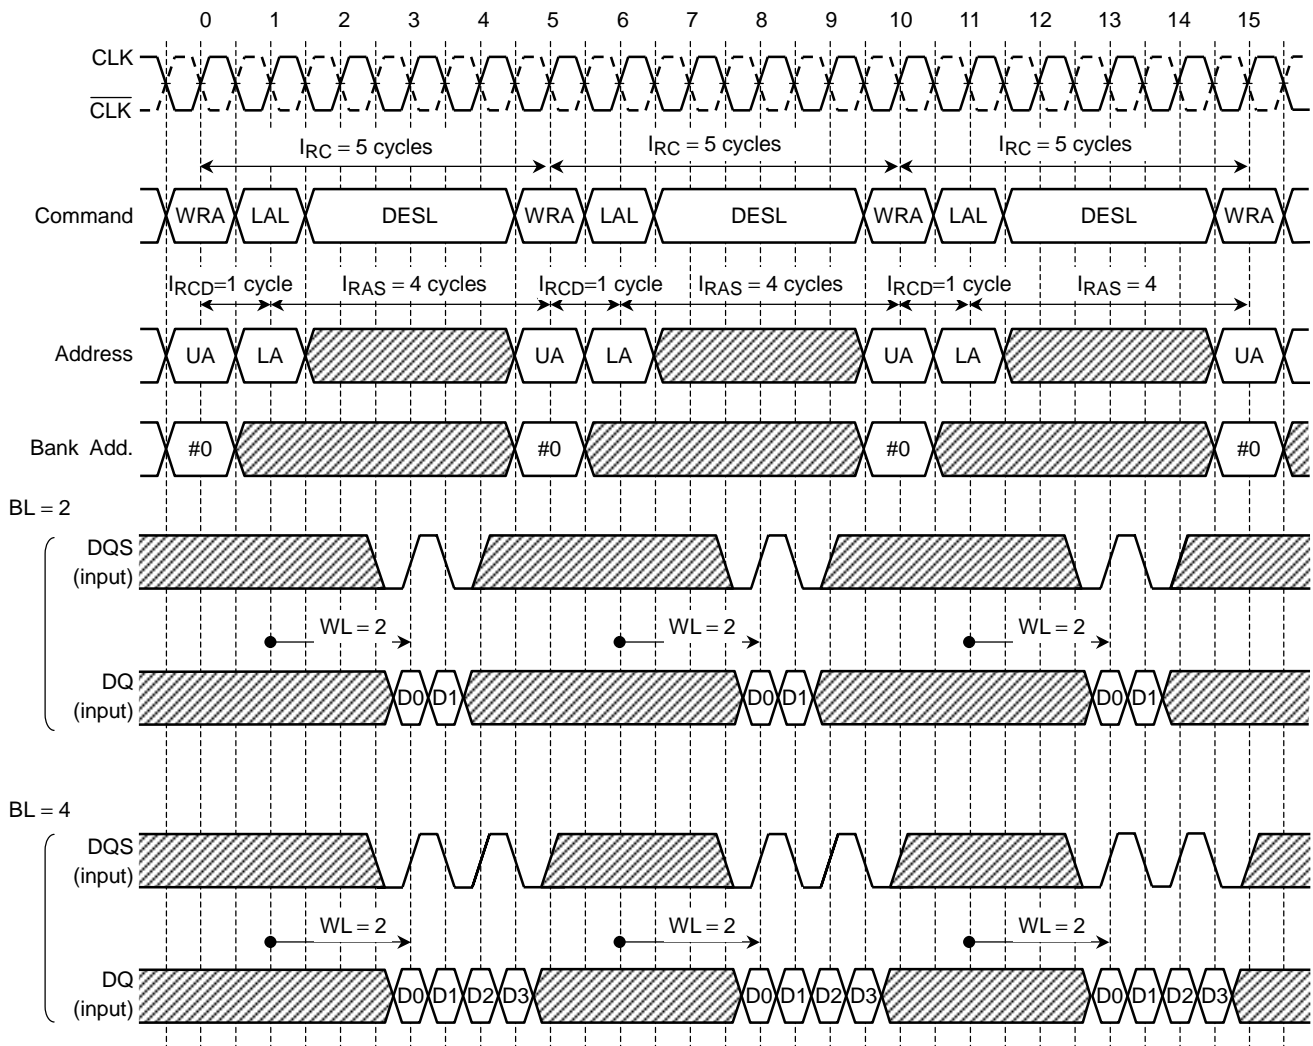 0 1 2 3 4 5 6 7 8 9 10 11 12 13 14 15
CLK
CLK
IRC = 5 cycles IRC = 5 cycles IRC = 5 cycles
Command WRA LAL DESL WRA LAL DESL WRA LAL DESL WRA
IRCD=1 cycle IRAS = 4 cycles IRCD=1 cycle IRAS = 4 cycles IRCD=1 cycle IRAS = 4
Address UA LA UA LA UA LA UA
Bank Add. #0 #0 #0 #0
BL = 2
DQS
(input)
WL = 2 WL = 2 WL = 2
DQ
(input)
D0 D1 D0 D1 D0 D1
BL = 4
DQS
(input)
WL = 2 WL = 2 WL = 2
DQ
(input)
D0 D1 D2 D3 D0 D1 D2 D3 D0 D1 D2 D3